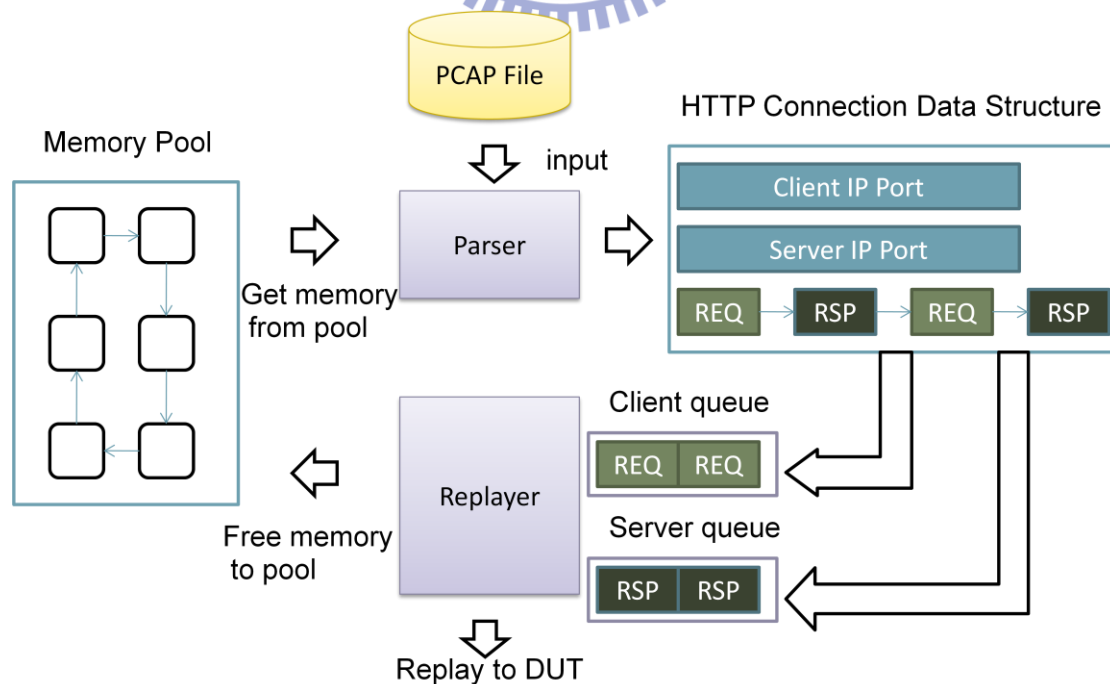 PCAP File
HTTP Connection Data Structure
Memory Pool
input
Client IP Port
Parser
Server IP Port
Get memory
from pool
REQ
RSP
REQ
RSP
Client queue
REQ
REQ
Replayer
Server queue
Free memory
to pool
RSP
RSP
Replay to DUT